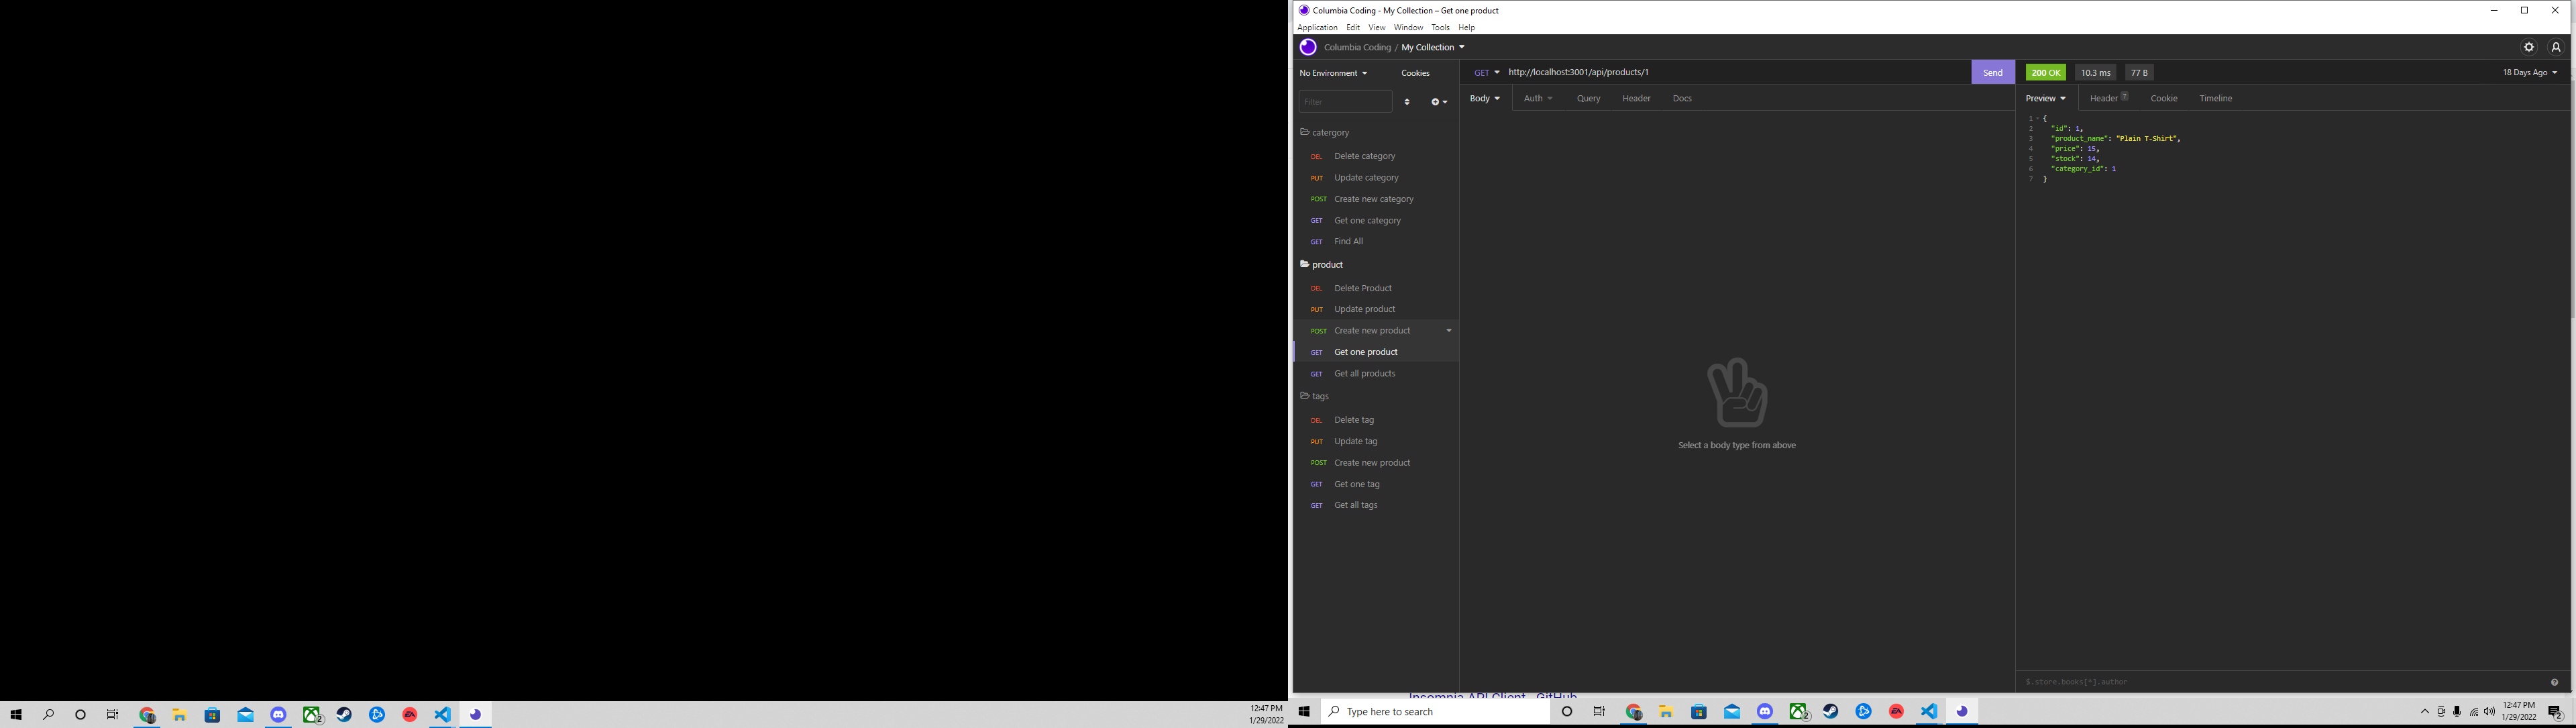 Columbia Coding - My Collection – Get one product
Application Edit View Window Tools Help
Columbia Coding / My Collection
No Environment Cookies
GET http://localhost:3001/api/products/1 Send
200 OK 10.3 ms 77 B 18 Days Ago
Filter
Body Auth Query Header Docs
Preview Header 7 Cookie Timeline
catergory
DEL Delete category
PUT Update category
POST Create new category
GET Get one category
GET Find All
product
DEL Delete Product
PUT Update product
POST Create new product
GET Get one product
GET Get all products
tags
DEL Delete tag
PUT Update tag
POST Create new product
GET Get one tag
GET Get all tags
Select a body type from above
1 {
2 "id": 1,
3 "product_name": "Plain T-Shirt",
4 "price": 15,
5 "stock": 14,
6 "category_id": 1
7 }
$.store.books[*].author
Insomnia API Client - GitHub
12:47 PM
1/29/2022
Type here to search
12:47 PM
1/29/2022